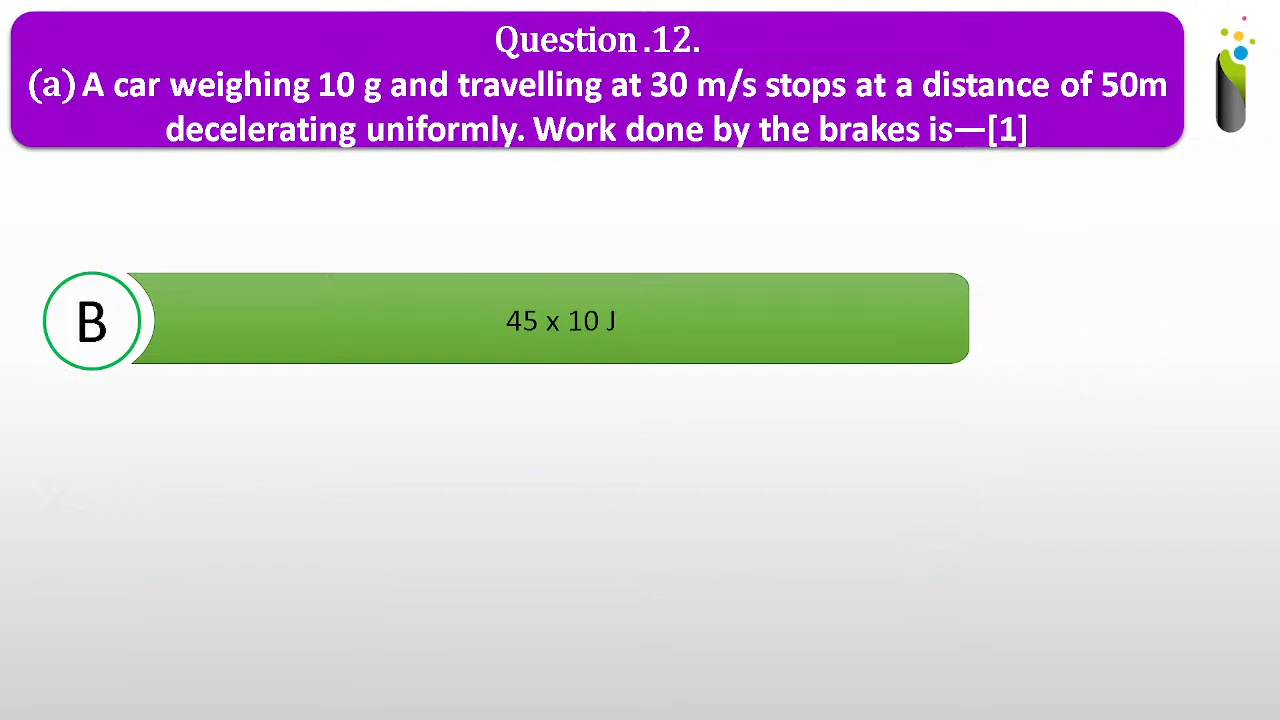 Question .12.
(a) A car weighing 10 g and travelling at 30 m/s stops at a distance of 50m
decelerating uniformly. Work done by the brakes is—[1]
B
45 x 10 J